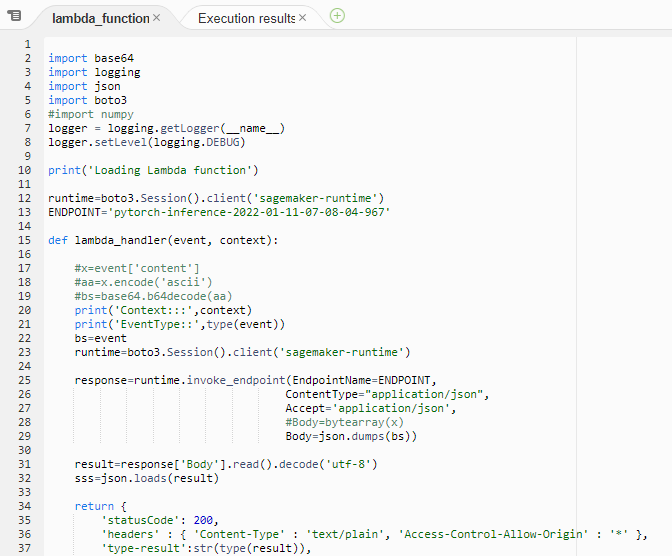 lambda_function × Execution results ×
1
2 import base64
3 import logging
4 import json
5 import boto3
6 #import numpy
7 logger = logging.getLogger(__name__)
8 logger.setLevel(logging.DEBUG)
9
10 print('Loading Lambda function')
11
12 runtime=boto3.Session().client('sagemaker-runtime')
13 ENDPOINT='pytorch-inference-2022-01-11-07-08-04-967'
14
15 def lambda_handler(event, context):
16
17     #x=event['content']
18     #aa=x.encode('ascii')
19     #bs=base64.b64decode(aa)
20     print('Context:::',context)
21     print('EventType::',type(event))
22     bs=event
23     runtime=boto3.Session().client('sagemaker-runtime')
24
25     response=runtime.invoke_endpoint(EndpointName=ENDPOINT,
26                                     ContentType="application/json",
27                                     Accept='application/json',
28                                     #Body=bytearray(x)
29                                     Body=json.dumps(bs))
30
31     result=response['Body'].read().decode('utf-8')
32     sss=json.loads(result)
33
34     return {
35         'statusCode': 200,
36         'headers' : { 'Content-Type' : 'text/plain', 'Access-Control-Allow-Origin' : '*' },
37         'type-result':str(type(result)),